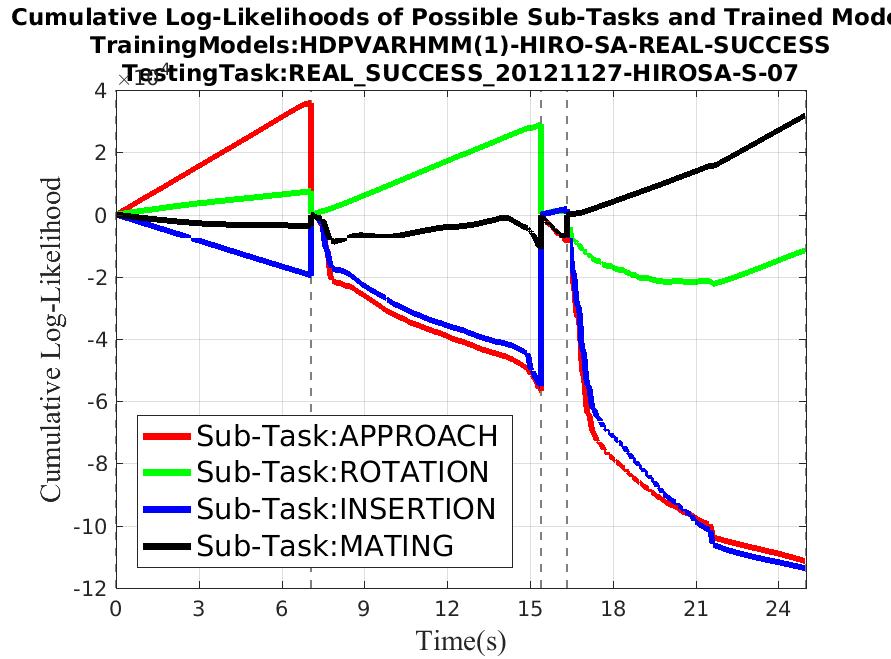 Cumulative Log-Likelihoods of Possible Sub-Tasks and Trained Mode
TrainingModels:HDPVARHMM(1)-HIRO-SA-REAL-SUCCESS
TestingTask:REAL_SUCCESS_20121127-HIROSA-S-07
×10^4
4
2
0
-2
-4
-6
-8
-10
-12
Cumulative Log-Likelihood
Sub-Task:APPROACH
Sub-Task:ROTATION
Sub-Task:INSERTION
Sub-Task:MATING
0 3 6 9 12 15 18 21 24
Time(s)